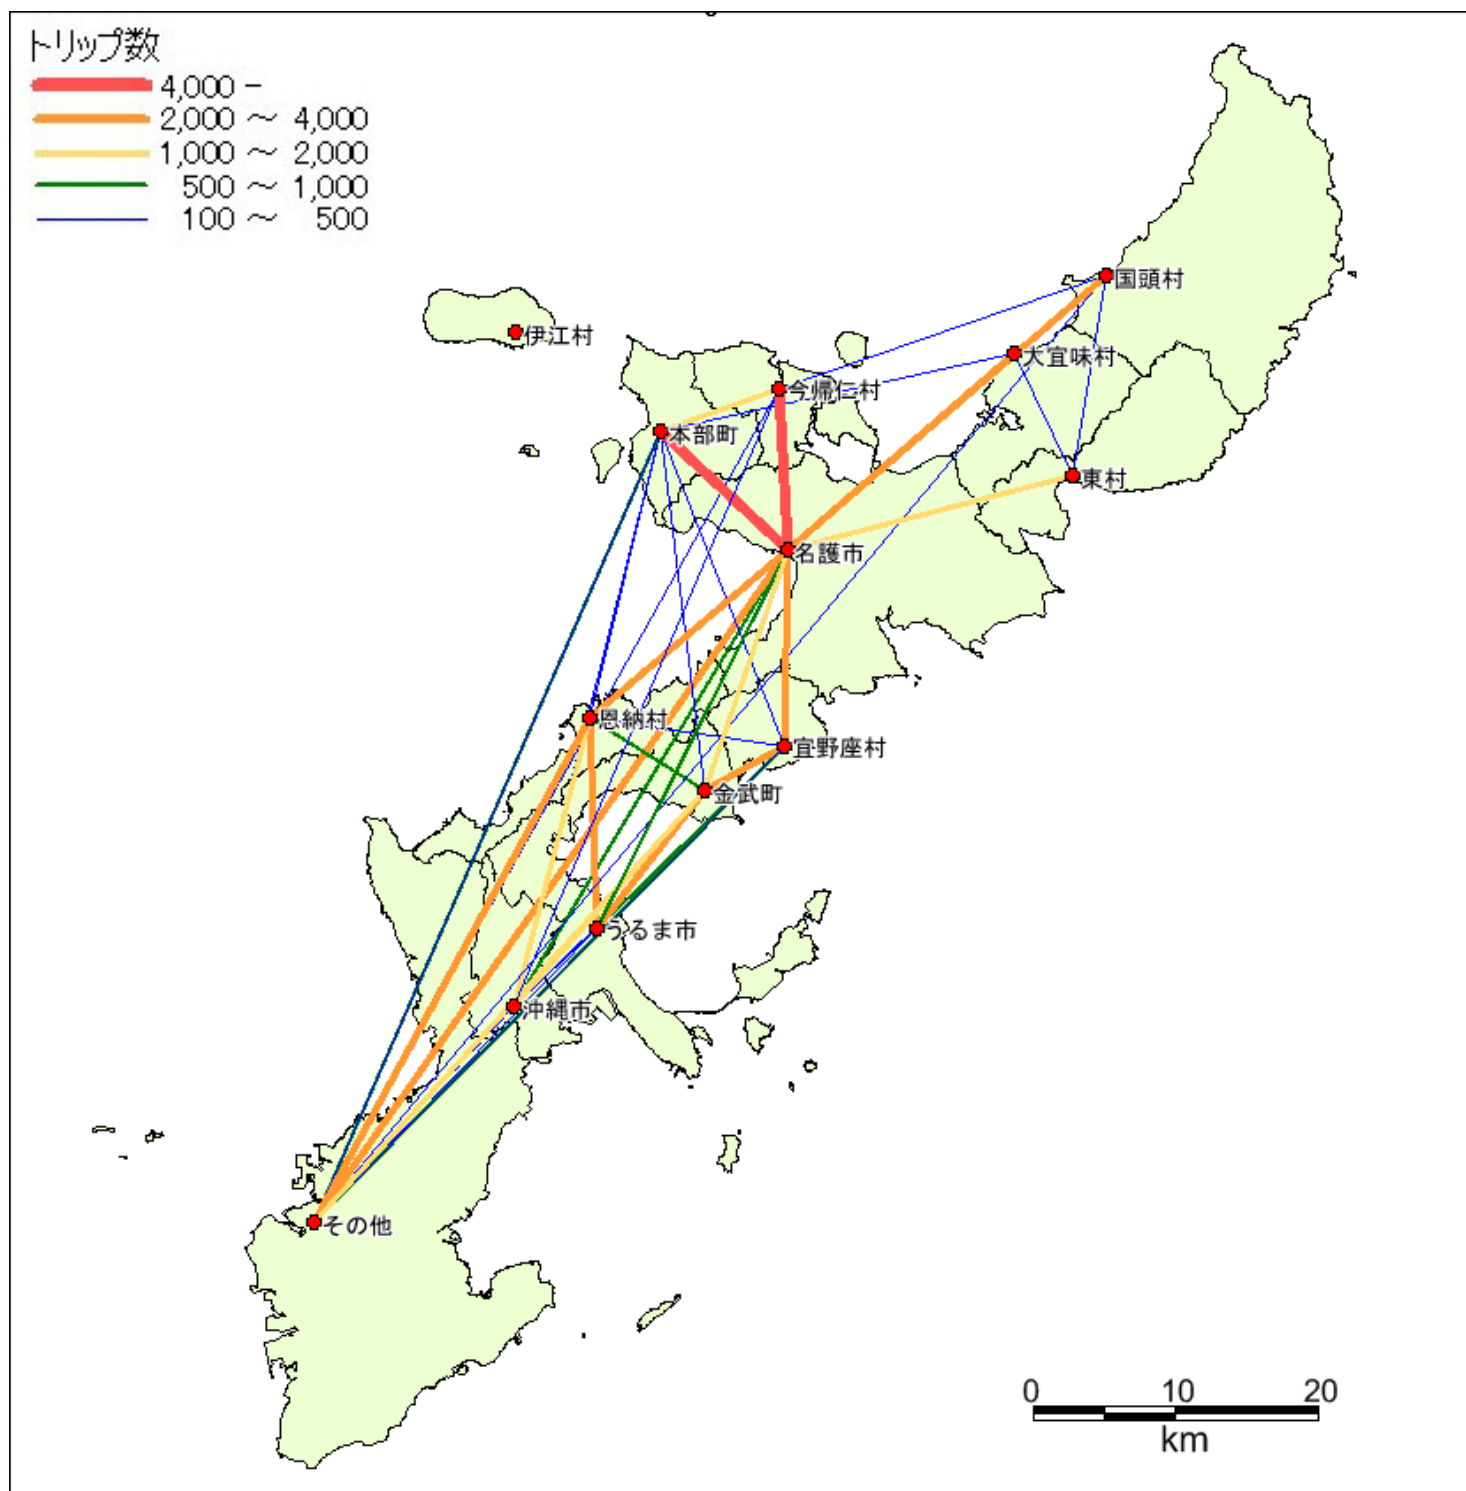 トリップ数
4,000 -
2,000 ~ 4,000
1,000 ~ 2,000
500 ~ 1,000
100 ~ 500
国頭村
伊江村
大宜味村
今帰仁村
本部町
東村
名護市
恩納村
宜野座村
金武町
うるま市
沖縄市
その他
0 10 20
km